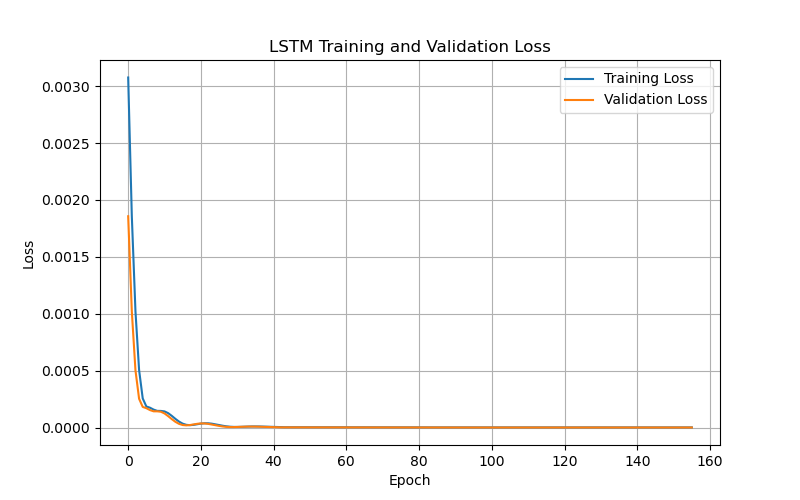 LSTM Training and Validation Loss
Training Loss
Validation Loss
Loss
0.0030
0.0025
0.0020
0.0015
0.0010
0.0005
0.0000
0 20 40 60 80 100 120 140 160
Epoch